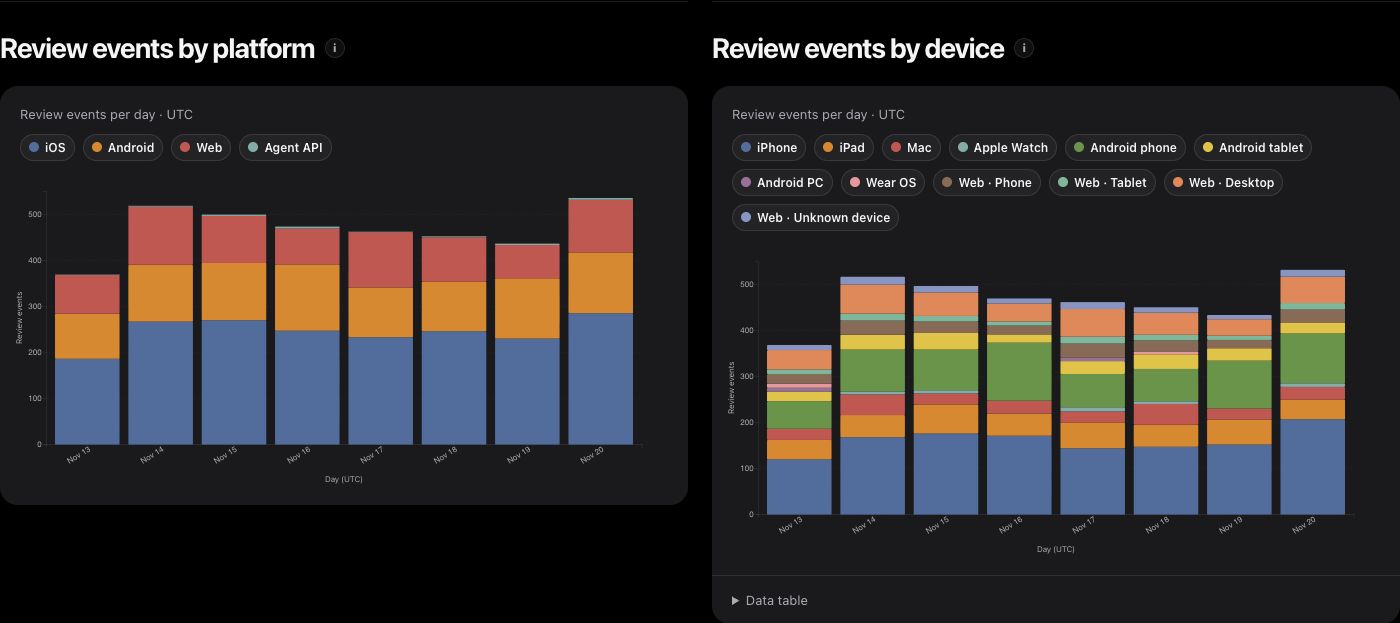 Review events by platform i
Review events per day · UTC
iOS Android Web Agent API
500
400
300
200
100
0
Review events
Nov 13 Nov 14 Nov 15 Nov 16 Nov 17 Nov 18 Nov 19 Nov 20
Day (UTC)
Review events by device i
Review events per day · UTC
iPhone iPad Mac Apple Watch Android phone Android tablet
Android PC Wear OS Web · Phone Web · Tablet Web · Desktop
Web · Unknown device
500
400
300
200
100
0
Review events
Nov 13 Nov 14 Nov 15 Nov 16 Nov 17 Nov 18 Nov 19 Nov 20
Day (UTC)
Data table